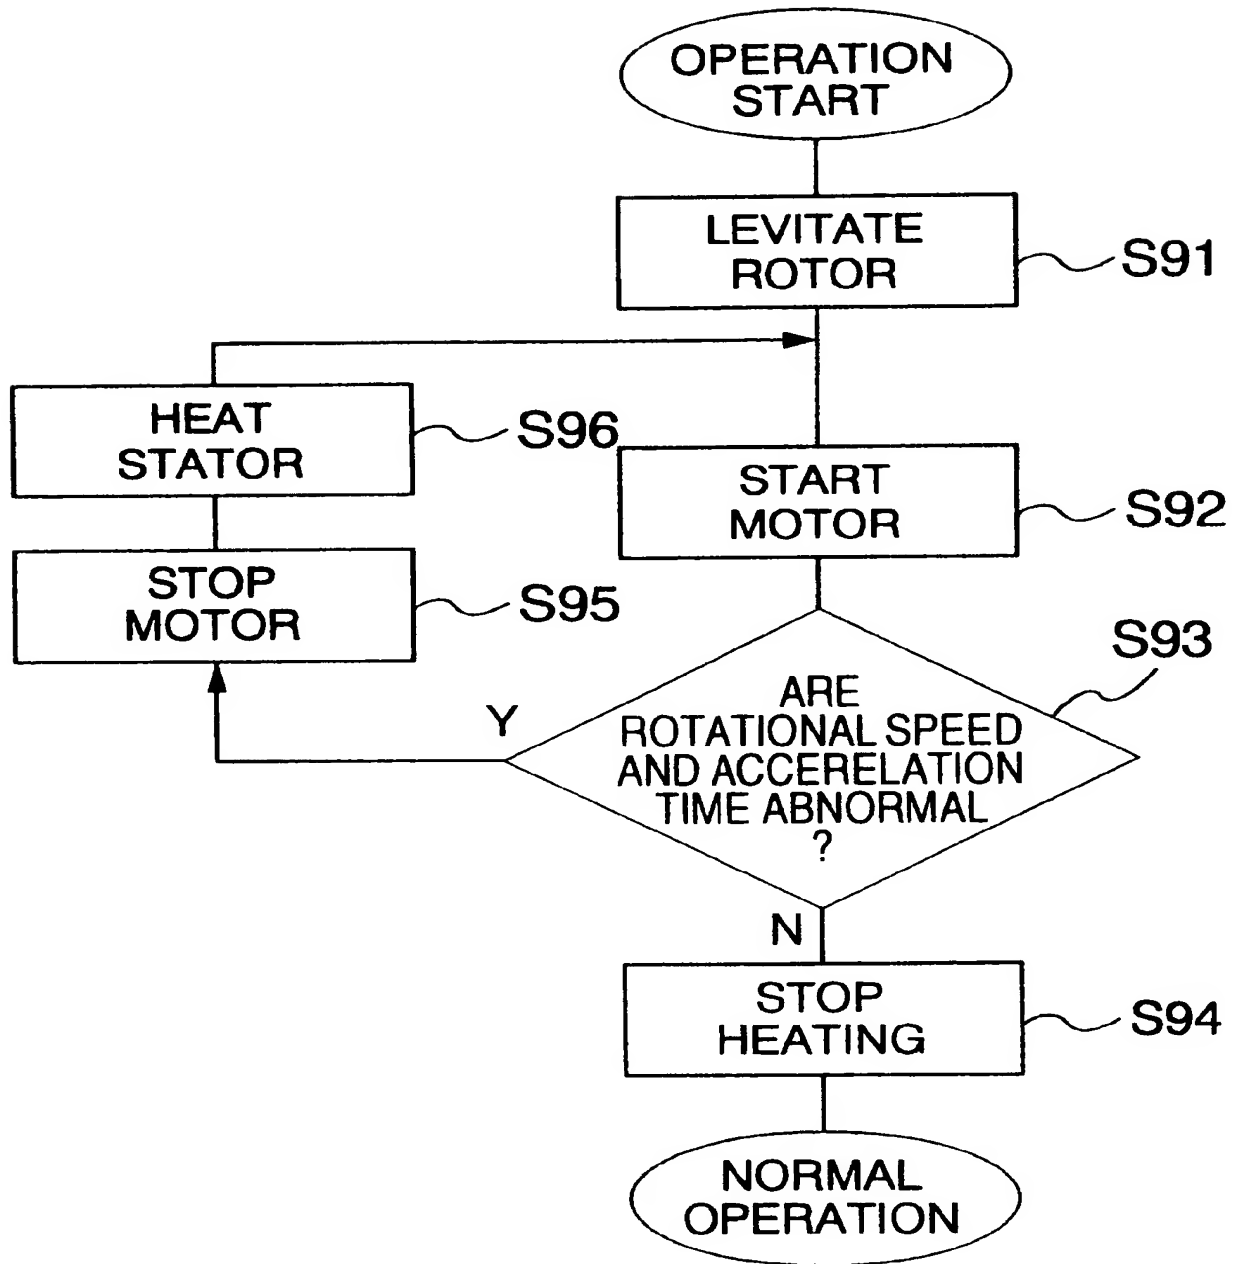 OPERATION
START
LEVITATE
ROTOR
S91
HEAT
STATOR
S96
START
MOTOR
S92
STOP
MOTOR
S95
S93
ARE
ROTATIONAL SPEED
AND ACCERELATION
TIME ABNORMAL
?
Y
N
STOP
HEATING
S94
NORMAL
OPERATION